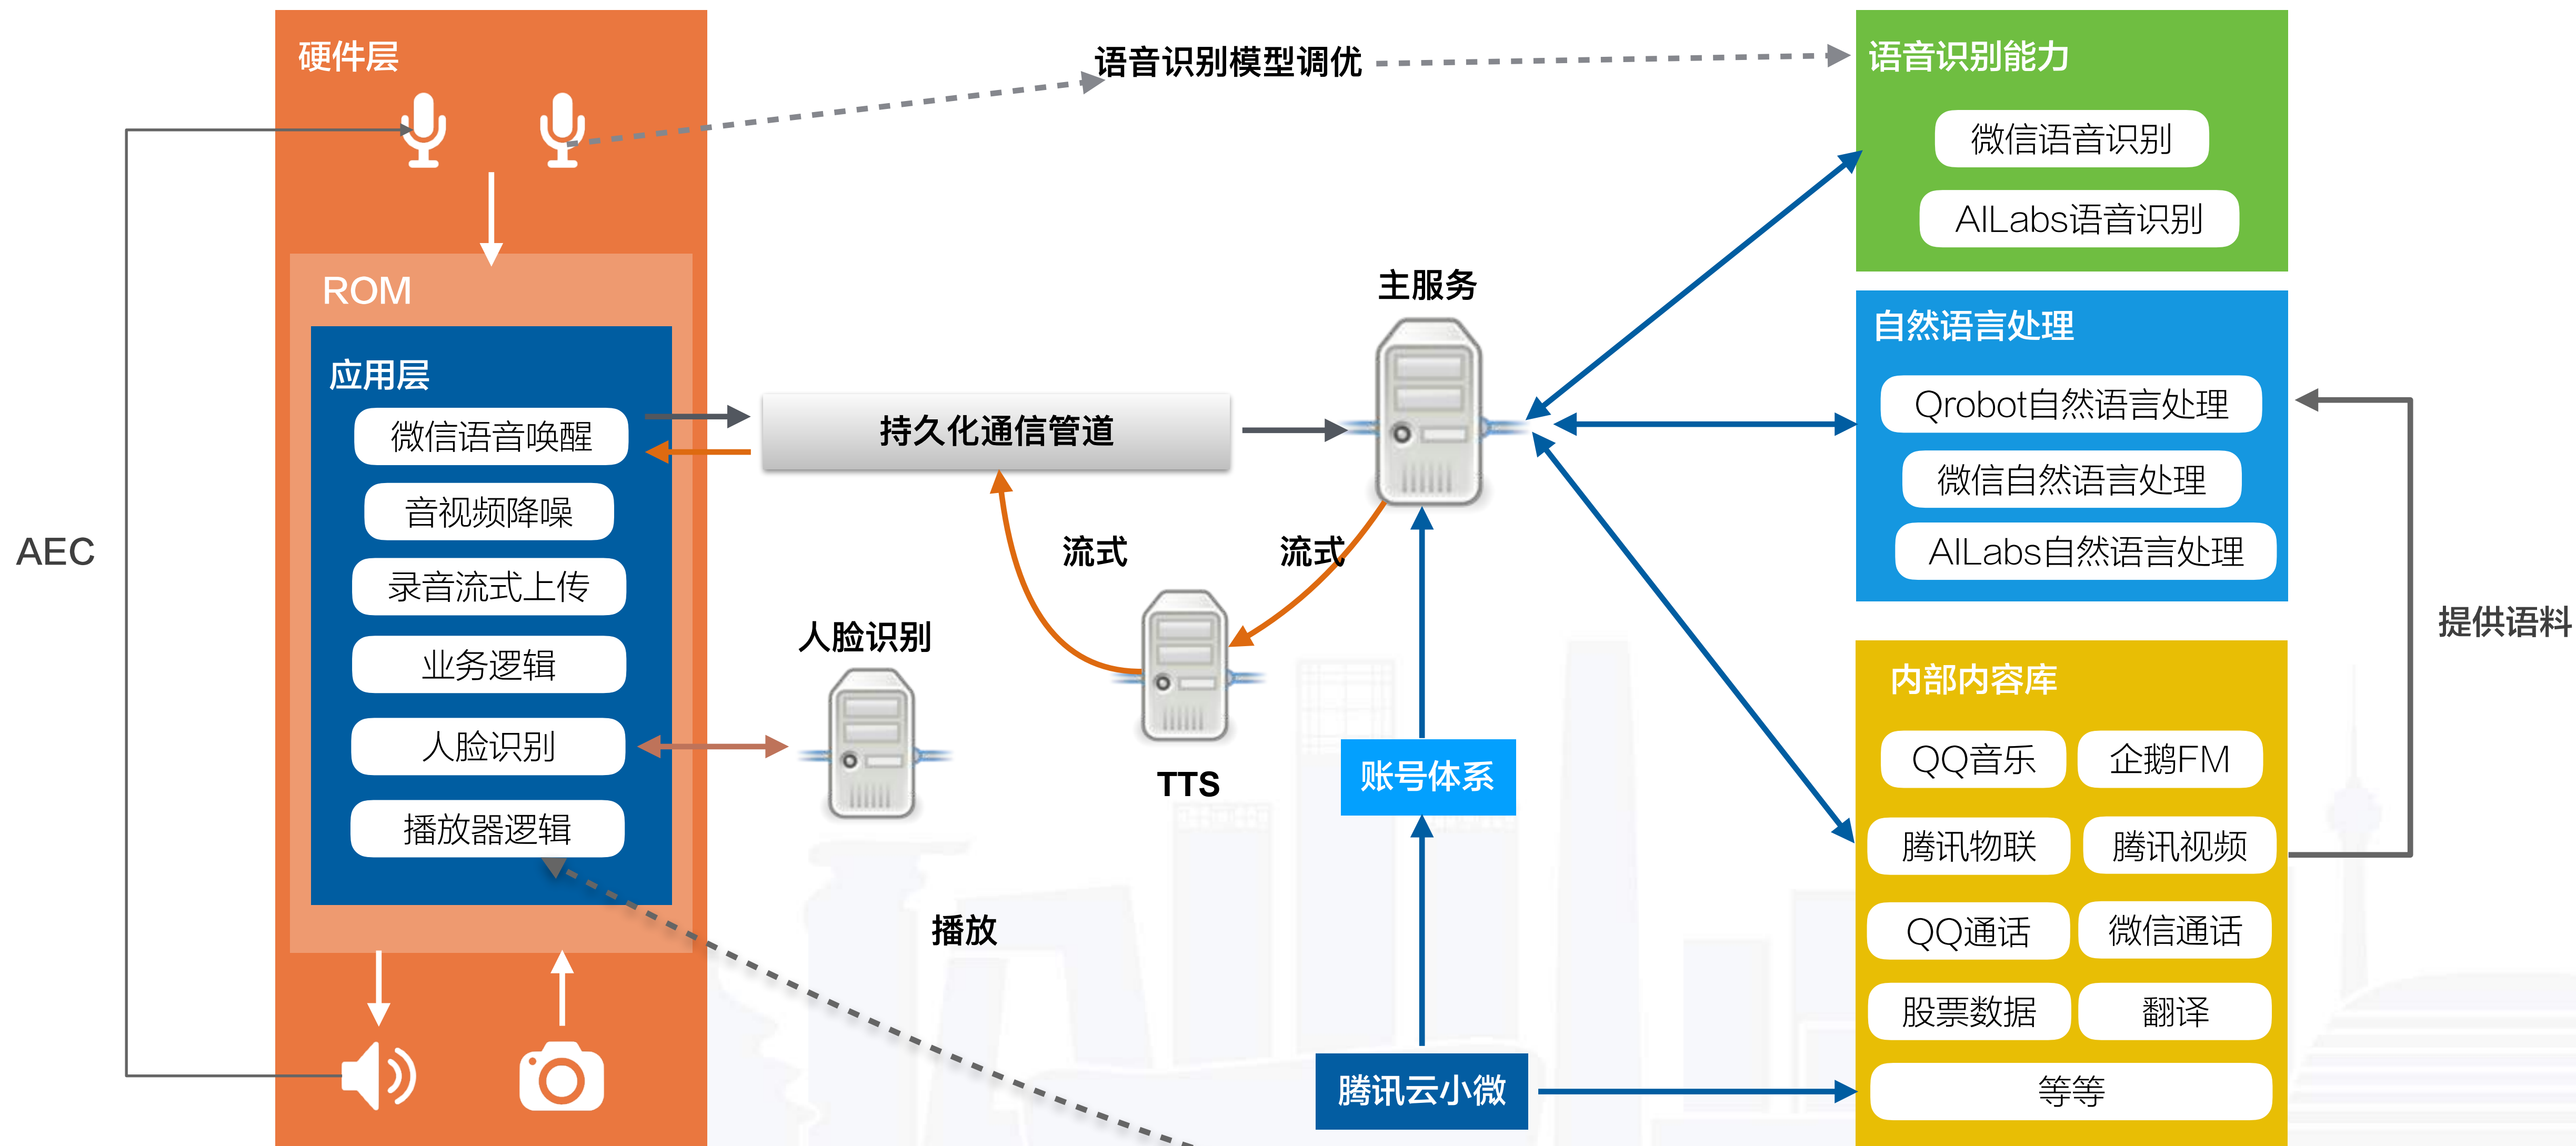 硬件层
ROM
应用层
微信语音唤醒
音视频降噪
录音流式上传
业务逻辑
人脸识别
播放器逻辑
AEC
语音识别模型调优
持久化通信管道
主服务
流式
流式
人脸识别
TTS
播放
账号体系
腾讯云小微
语音识别能力
微信语音识别
AILabs语音识别
自然语言处理
Qrobot自然语言处理
微信自然语言处理
AILabs自然语言处理
提供语料
内部内容库
QQ音乐
企鹅FM
腾讯物联
腾讯视频
QQ通话
微信通话
股票数据
翻译
等等